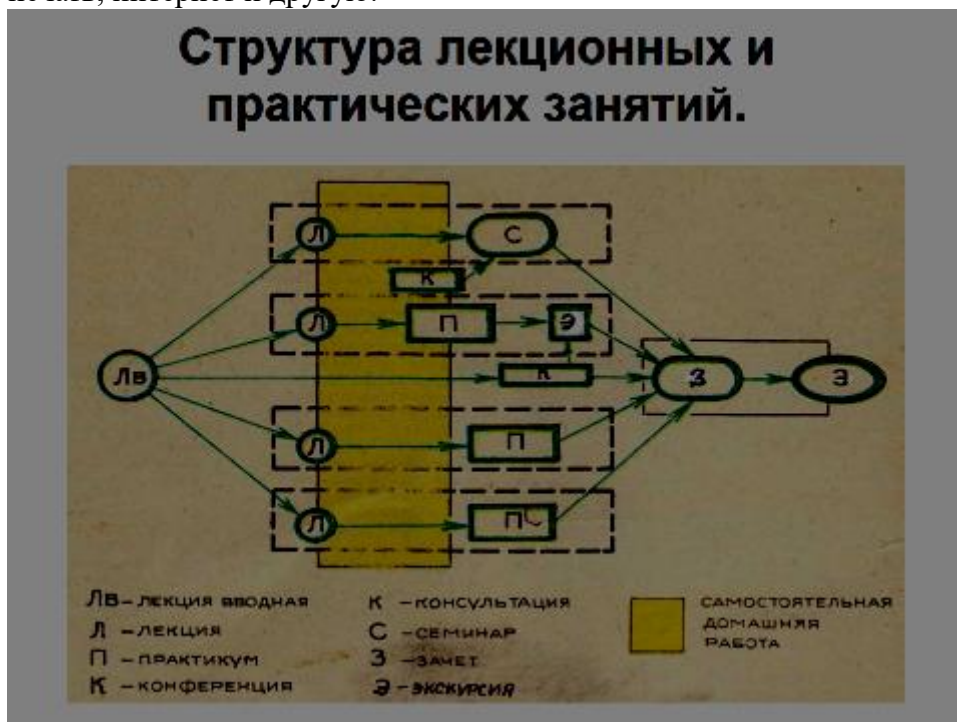 Структура лекционных и
практических занятий.
Л
С
К
Л
П
Э
Лв
К
З
Э
Л
П
Л
П
Лв – лекция вводная
Л – лекция
П – практикум
К – конференция
К – консультация
С – семинар
З – зачет
Э – экскурсия
самостоятельная
домашняя
работа